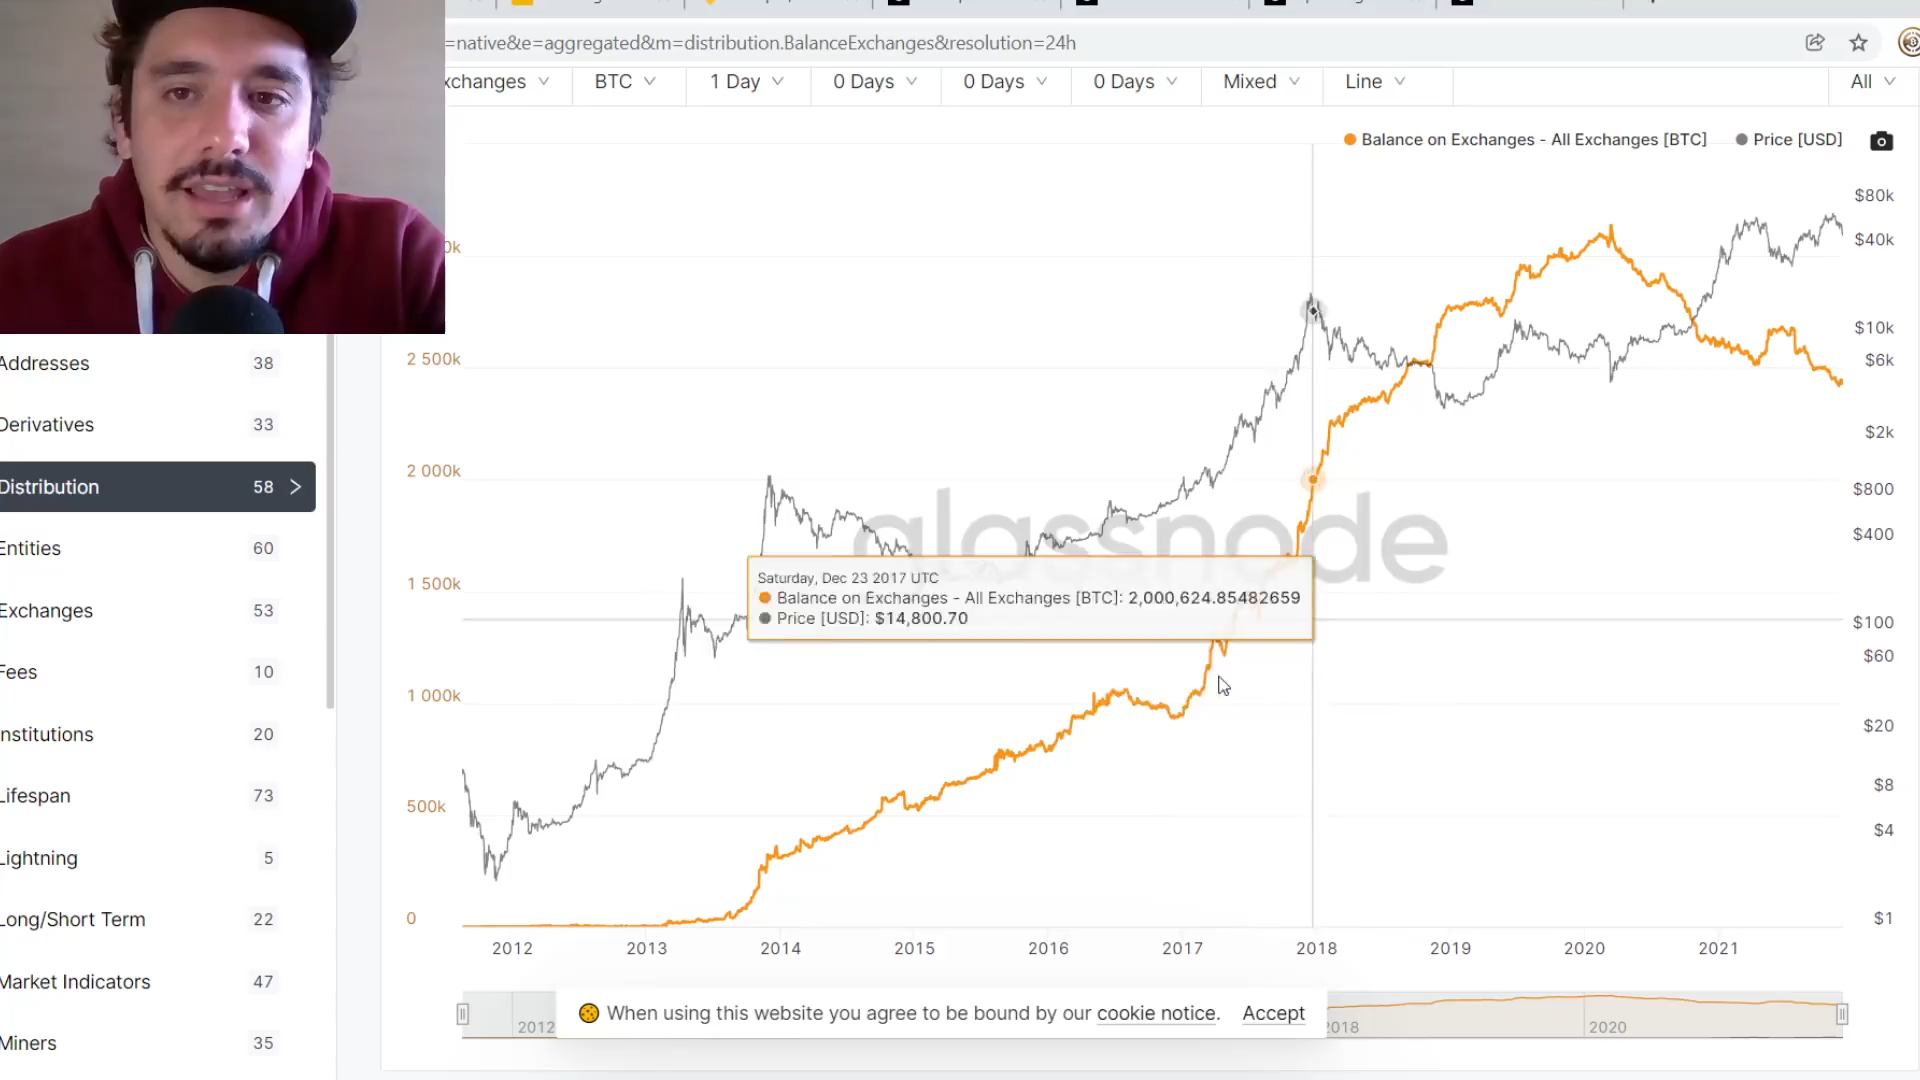 =native&e=aggregated&m=distribution.BalanceExchanges&resolution=24h
xchanges BTC 1 Day 0 Days 0 Days 0 Days Mixed Line All
Balance on Exchanges - All Exchanges [BTC] Price [USD]
0k
2 500k
2 000k
1 500k
1 000k
500k
0
$80k
$40k
$10k
$6k
$2k
$800
$400
$100
$60
$20
$8
$4
$1
glassnode
Saturday, Dec 23 2017 UTC
Balance on Exchanges - All Exchanges [BTC]: 2,000,624.85482659
Price [USD]: $14,800.70
2012 2013 2014 2015 2016 2017 2018 2019 2020 2021
2012 2018 2020
When using this website you agree to be bound by our cookie notice. Accept
Addresses 38
Derivatives 33
Distribution 58
Entities 60
Exchanges 53
Fees 10
nstitutions 20
Lifespan 73
Lightning 5
Long/Short Term 22
Market Indicators 47
Miners 35